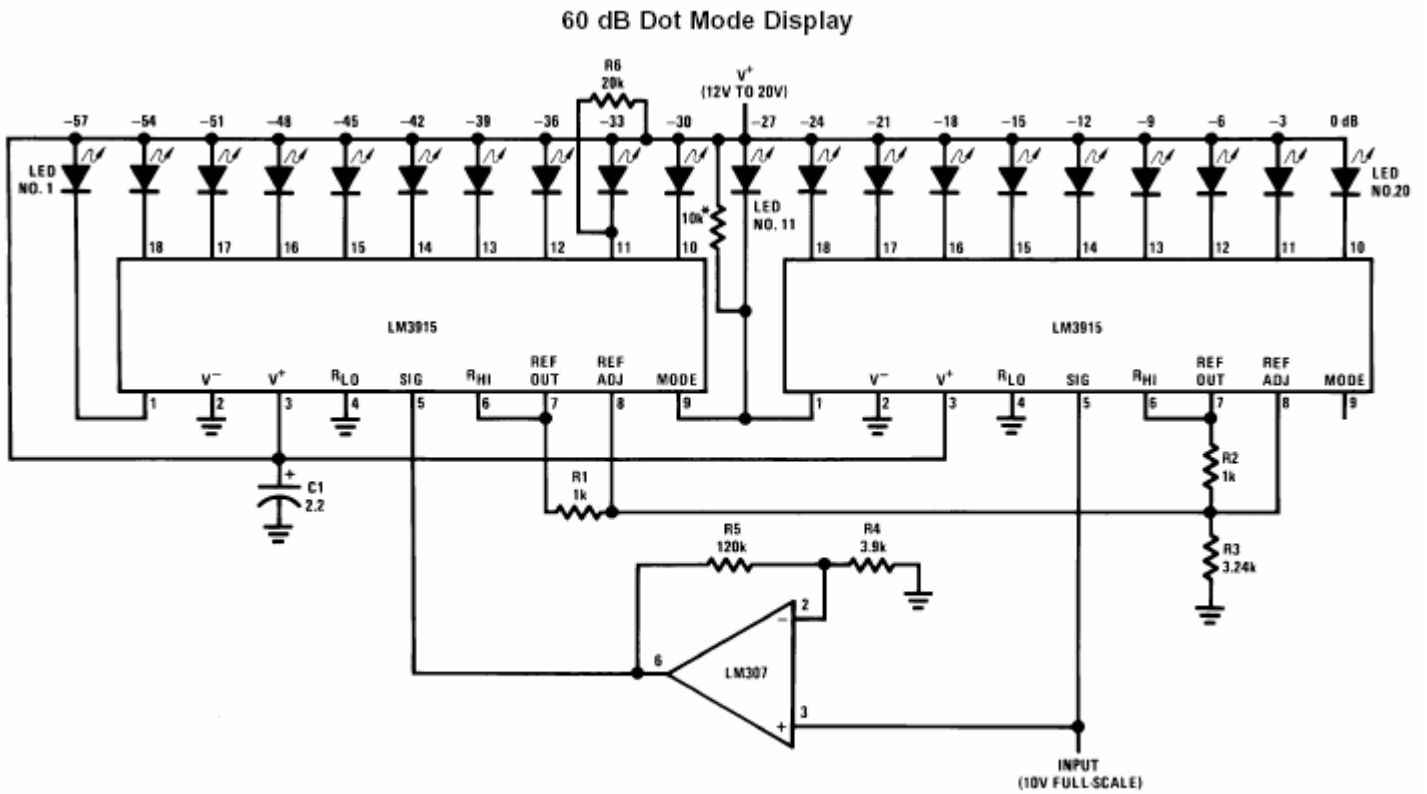 60 dB Dot Mode Display
R6
20k
V+
(12V TO 20V)
−57 −54 −51 −48 −45 −42 −39 −36 −33 −30 −27 −24 −21 −18 −15 −12 −9 −6 −3 0 dB
LED
NO. 1
10k*
LED
NO. 11
LED
NO.20
18 17 16 15 14 13 12 11 10
18 17 16 15 14 13 12 11 10
LM3915
LM3915
V− V+ RLO SIG RHI REF OUT REF ADJ MODE
V− V+ RLO SIG RHI REF OUT REF ADJ MODE
1 2 3 4 5 6 7 8 9
1 2 3 4 5 6 7 8 9
+
C1
2.2
R1
1k
R2
1k
R5
120k
R4
3.9k
R3
3.24k
2
−
6
LM307
3
+
INPUT
(10V FULL-SCALE)